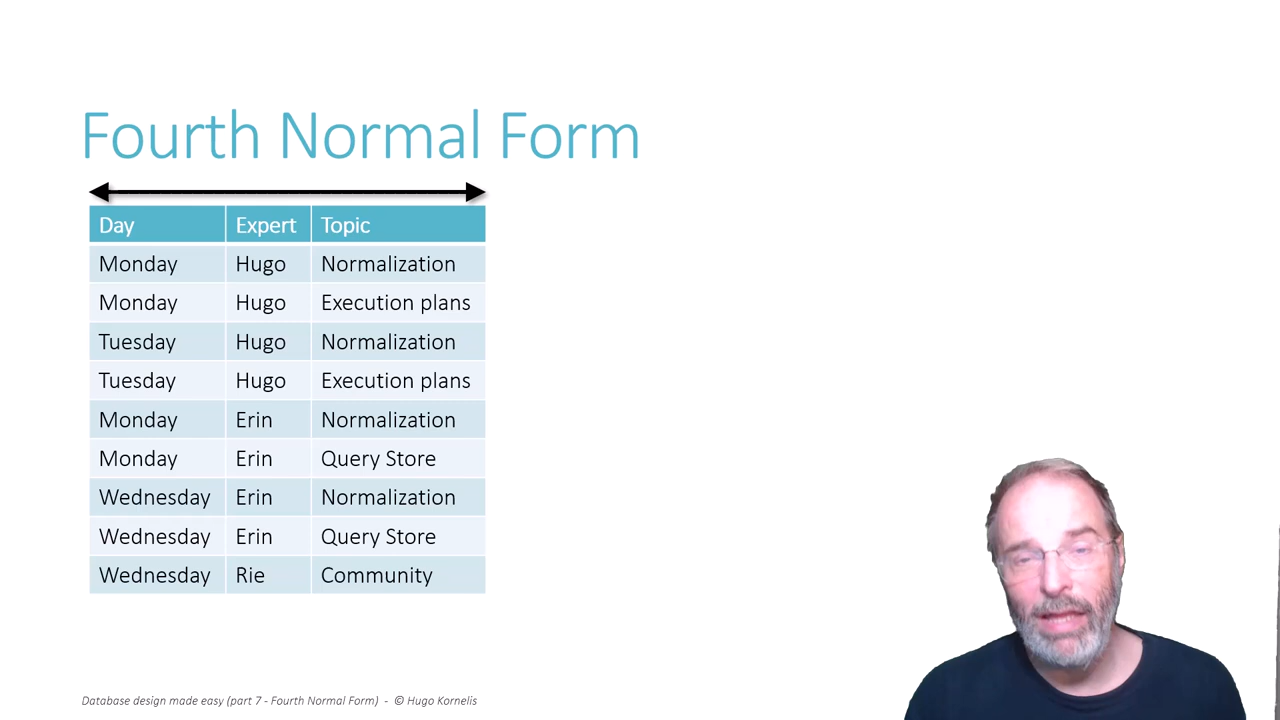 Fourth Normal Form
Day Expert Topic
Monday Hugo Normalization
Monday Hugo Execution plans
Tuesday Hugo Normalization
Tuesday Hugo Execution plans
Monday Erin Normalization
Monday Erin Query Store
Wednesday Erin Normalization
Wednesday Erin Query Store
Wednesday Rie Community
Database design made easy (part 7 - Fourth Normal Form) - © Hugo Kornelis